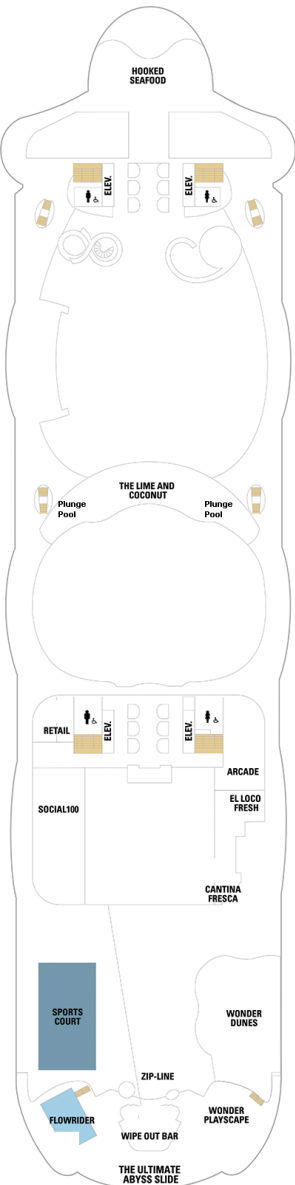 HOOKED
SEAFOOD
ELEV.
ELEV.
THE LIME AND
COCONUT
Plunge
Pool
Plunge
Pool
RETAIL
ELEV.
ELEV.
ARCADE
SOCIAL100
EL LOCO
FRESH
CANTINA
FRESCA
SPORTS
COURT
WONDER
DUNES
ZIP-LINE
FLOWRIDER
WONDER
PLAYSCAPE
WIPE OUT BAR
THE ULTIMATE
ABYSS SLIDE